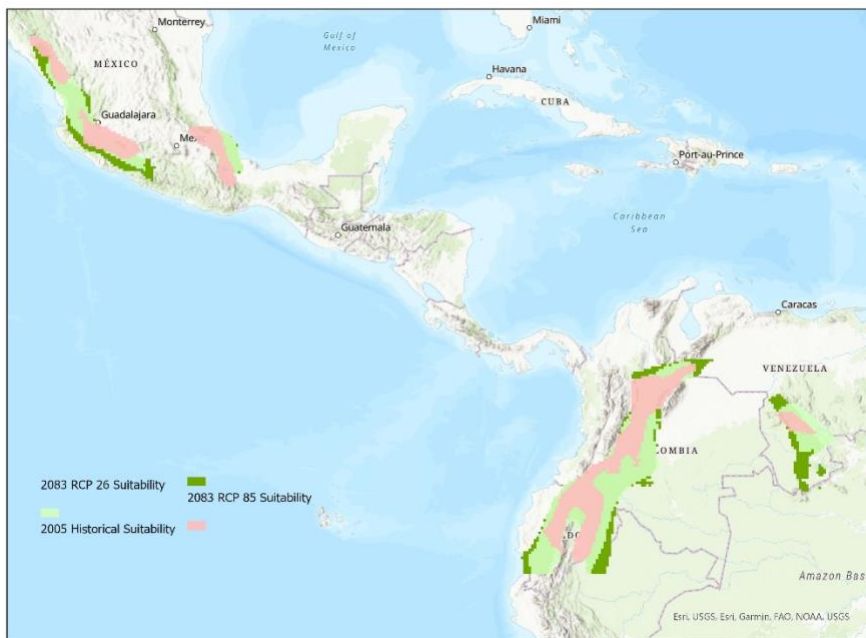 Monterrey
Miami
Gulf of
Mexico
MÉXICO
Havana
CUBA
Guadalajara
Port-au-Prince
Caribbean
Sea
Guatemala
Caracas
VENEZUELA
2083 RCP 26 Suitability
2083 RCP 85 Suitability
2005 Historical Suitability
Amazon Bas
Esri, USGS, Esri, Garmin, FAO, NOAA, USGS